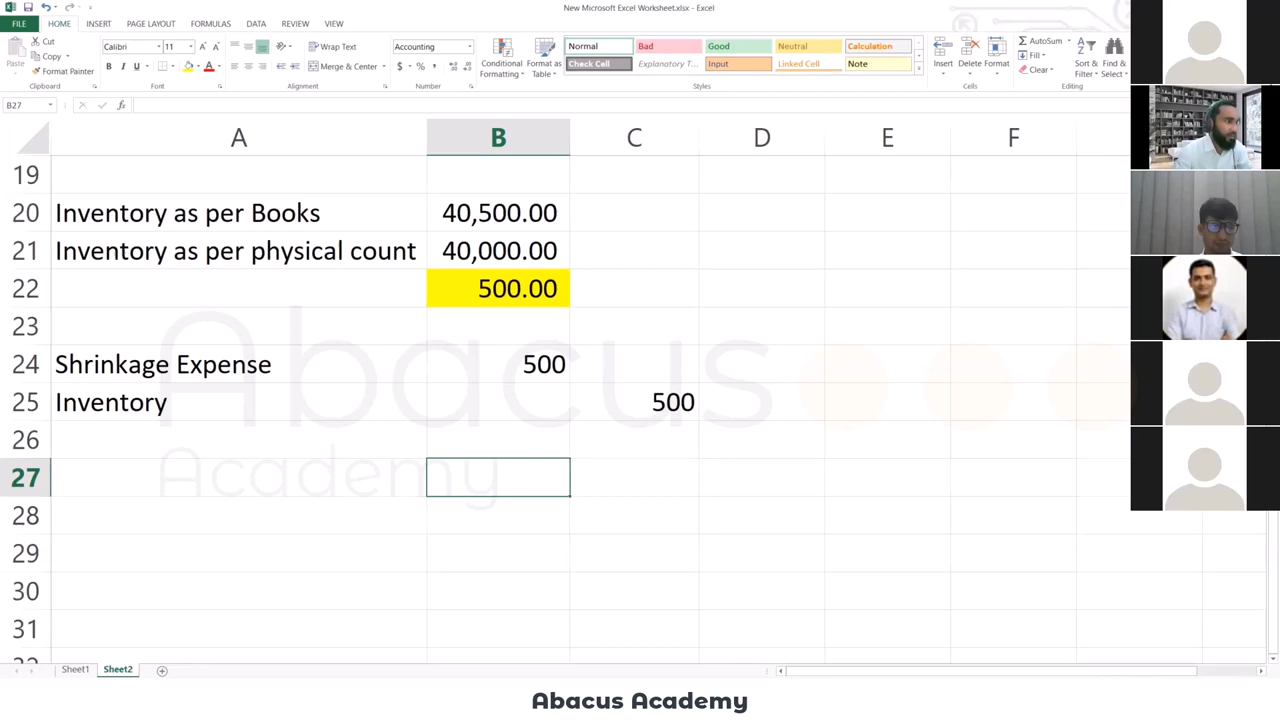 New Microsoft Excel Worksheet.xlsx - Excel
FILE HOME INSERT PAGE LAYOUT FORMULAS DATA REVIEW VIEW
Cut
Copy
Format Painter
Paste
Clipboard
Calibri 11
B I U
Font
Wrap Text
Merge & Center
Alignment
Accounting
$ % ,
Number
Conditional Formatting
Format as Table
Normal Bad Good Neutral Calculation
Check Cell Explanatory T... Input Linked Cell Note
Styles
Insert Delete Format
Cells
AutoSum
Fill
Clear
Sort & Filter
Find & Select
Editing
B27 fx
A B C D E F
19
20 Inventory as per Books 40,500.00
21 Inventory as per physical count 40,000.00
22 500.00
23
24 Shrinkage Expense 500
25 Inventory 500
26
27
28
29
30
31
32
Abacus
Academy
Sheet1 Sheet2
Abacus Academy